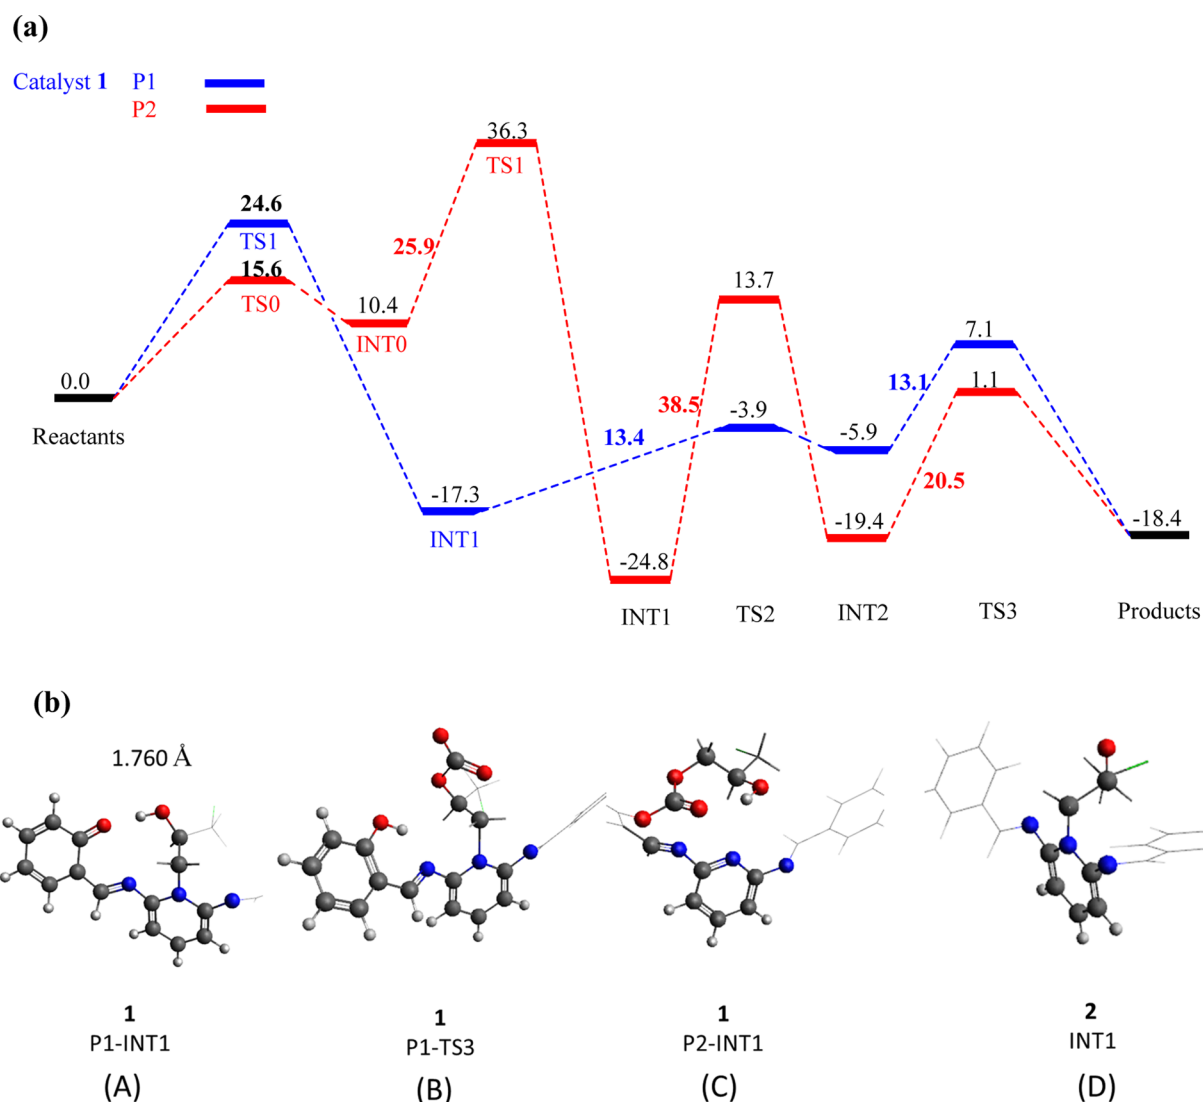 (a)
Catalyst 1 P1
P2
36.3
TS1
24.6
TS1
15.6
TS0
25.9
10.4
INT0
13.7
7.1
0.0
Reactants
13.1
1.1
38.5
-3.9
13.4
-5.9
-17.3
INT1
20.5
-19.4
-18.4
-24.8
INT1 TS2 INT2 TS3 Products
(b)
1.760 Å
1 1 1 2
P1-INT1 P1-TS3 P2-INT1 INT1
(A) (B) (C) (D)